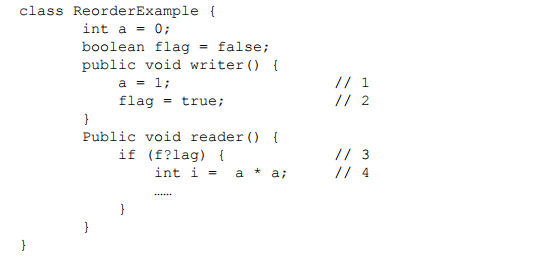 class ReorderExample {
int a = 0;
boolean flag = false;
public void writer() {
a = 1; // 1
flag = true; // 2
}
Public void reader() {
if (f?lag) { // 3
int i = a * a; // 4
……
}
}
}